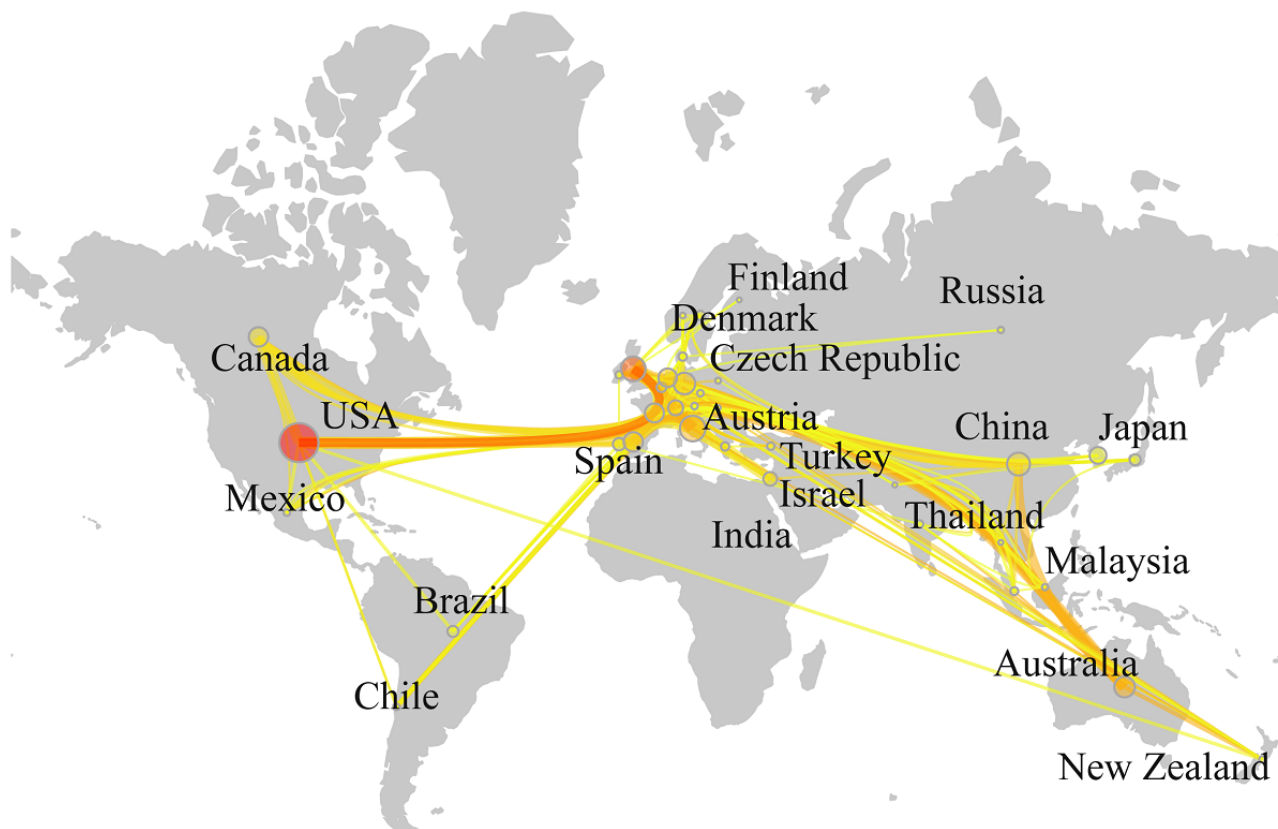 Finland
Russia
Denmark
Canada
Czech Republic
USA
Austria
China
Japan
Spain
Turkey
Mexico
Israel
Thailand
India
Malaysia
Brazil
Australia
Chile
New Zealand